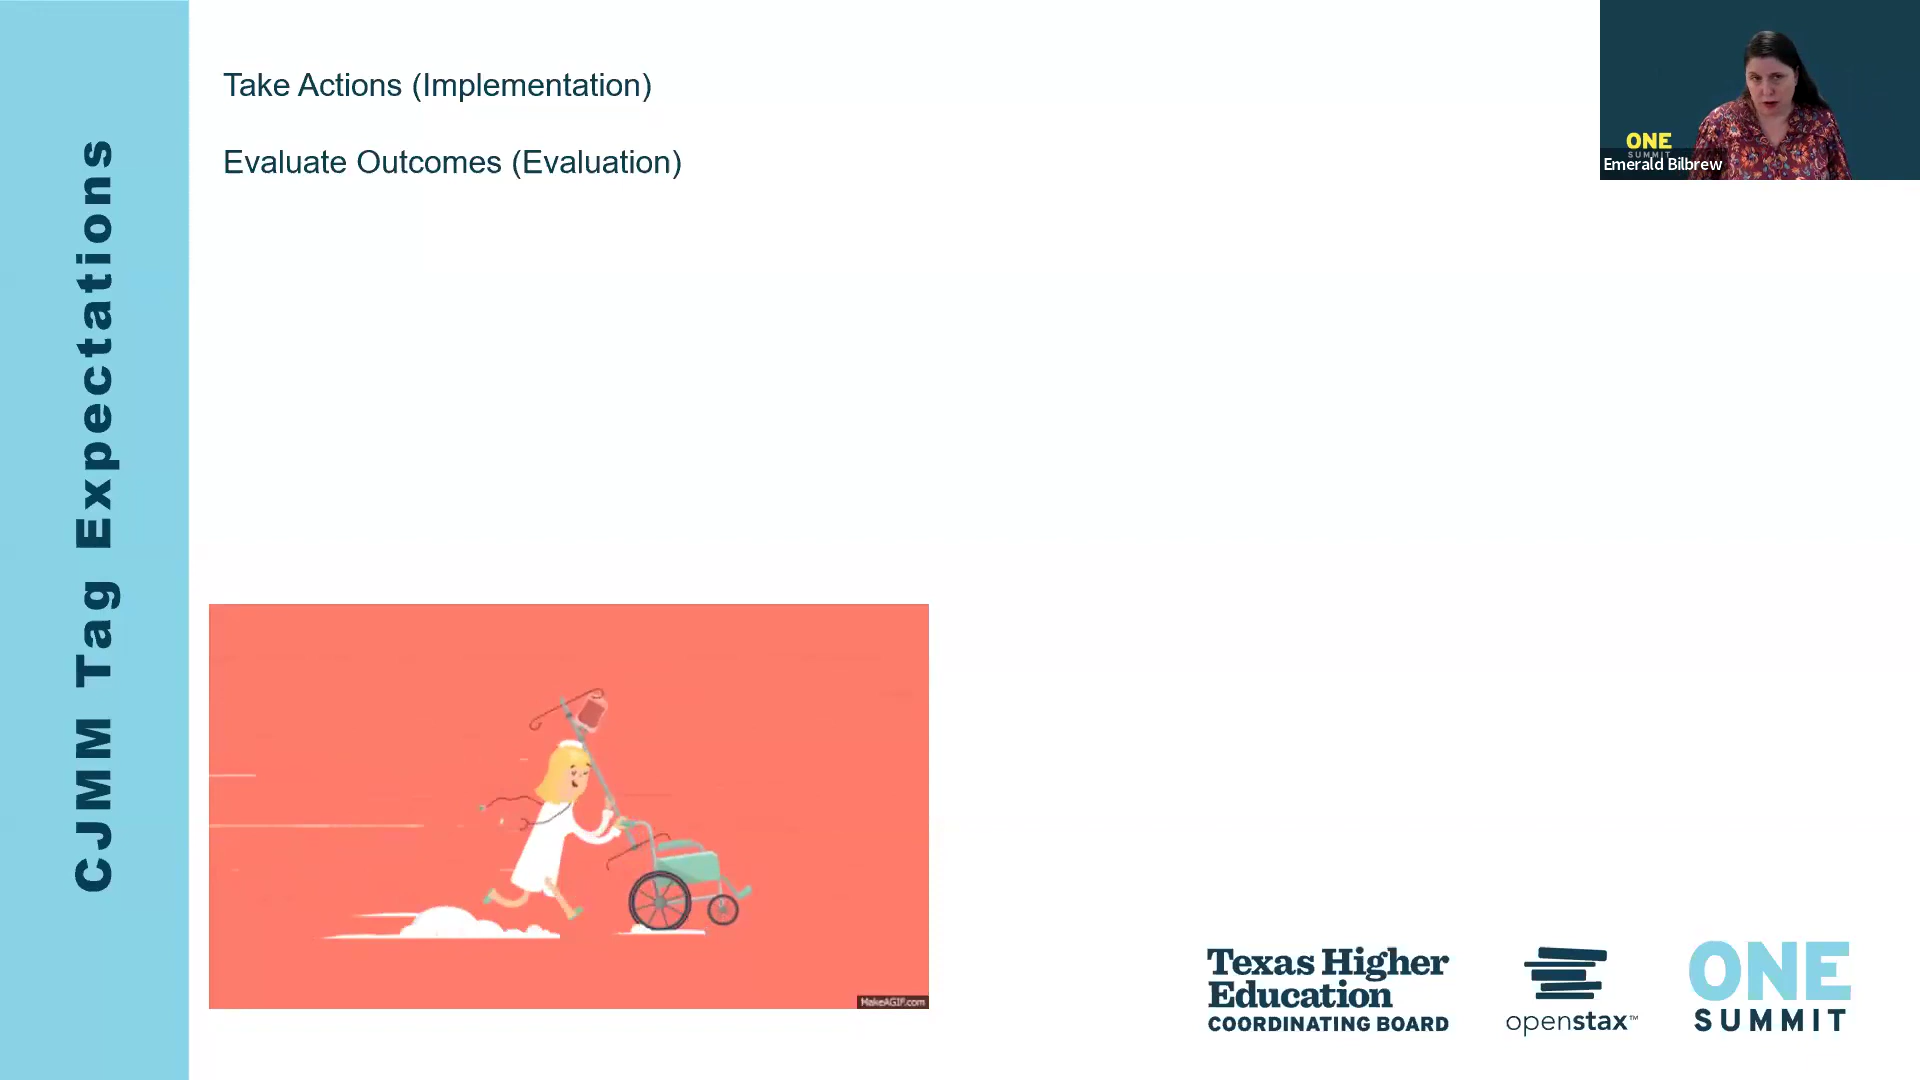 CJMM Tag Expectations
Take Actions (Implementation)
Evaluate Outcomes (Evaluation)
ONE
SUMMIT
Emerald Bilbrew
MakeAGIF.com
Texas Higher
Education
COORDINATING BOARD
openstax™
ONE
SUMMIT